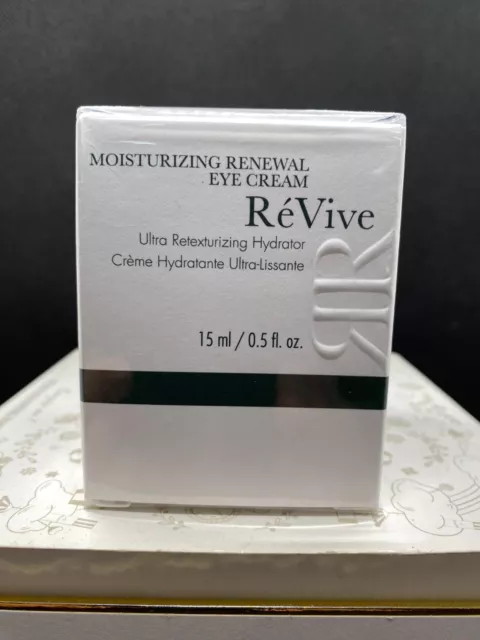 MOISTURIZING RENEWAL
EYE CREAM
RéVive
Ultra Retexturizing Hydrator
Crème Hydratante Ultra-Lissante
15 ml / 0.5 fl. oz.